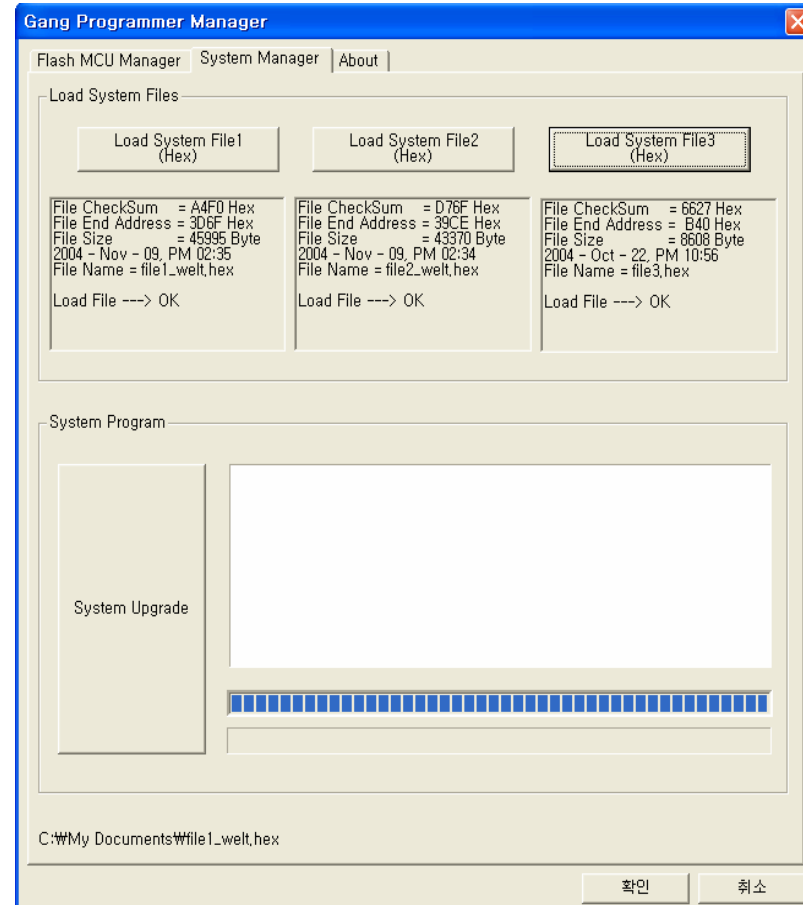 Gang Programmer Manager
Flash MCU Manager
System Manager
About
Load System Files
Load System File1
(Hex)
Load System File2
(Hex)
Load System File3
(Hex)
File CheckSum = A4F0 Hex
File End Address = 3D6F Hex
File Size = 45995 Byte
2004 - Nov - 09, PM 02:35
File Name = file1_welt,hex
Load File ---> OK
File CheckSum = D76F Hex
File End Address = 39CE Hex
File Size = 43370 Byte
2004 - Nov - 09, PM 02:34
File Name = file2_welt,hex
Load File ---> OK
File CheckSum = 6627 Hex
File End Address = B40 Hex
File Size = 8608 Byte
2004 - Oct - 22, PM 10:56
File Name = file3,hex
Load File ---> OK
System Program
System Upgrade
C:₩My Documents₩file1_welt,hex
확인
취소